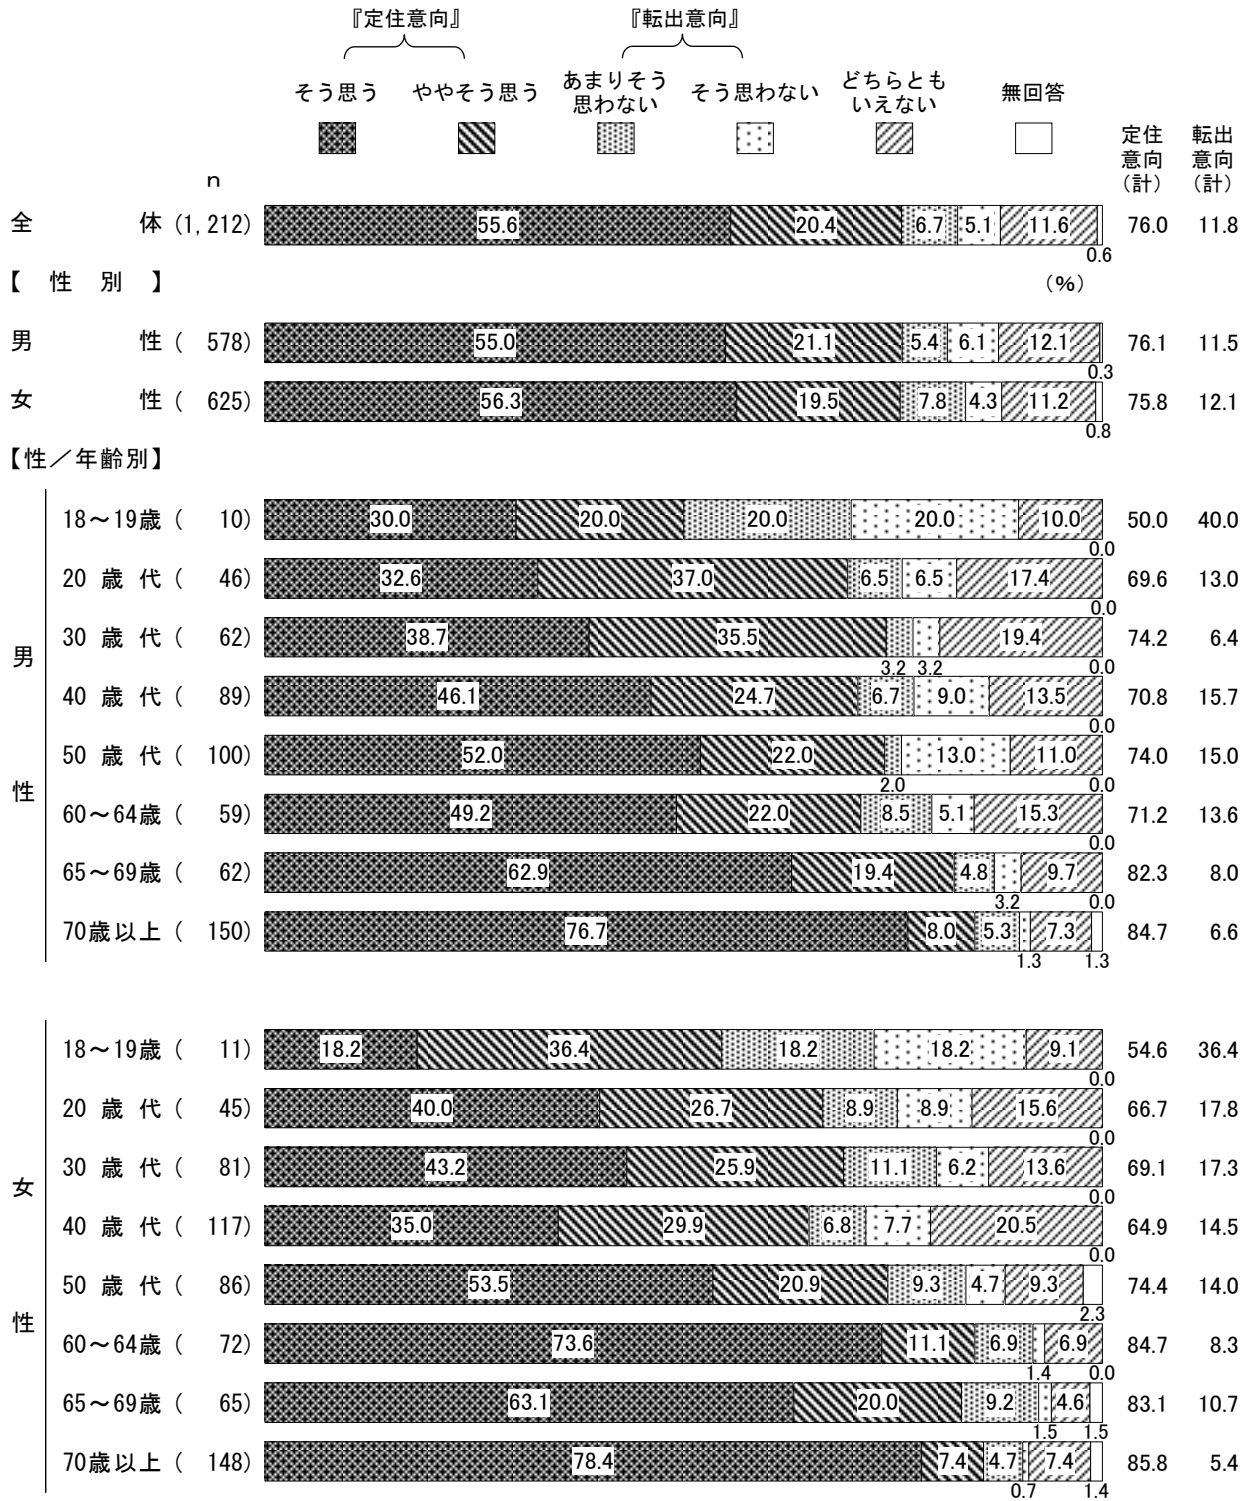 『定住意向』 『転出意向』
そう思う ややそう思う あまりそう思わない そう思わない どちらともいえない 無回答
定住意向(計) 転出意向(計)
n
全体 (1,212) 55.6 20.4 6.7 5.1 11.6 76.0 11.8
0.6
【性別】 (%)
男性 ( 578) 55.0 21.1 5.4 6.1 12.1 76.1 11.5
0.3
女性 ( 625) 56.3 19.5 7.8 4.3 11.2 75.8 12.1
0.8
【性／年齢別】
男性
18～19歳 ( 10) 30.0 20.0 20.0 20.0 10.0 50.0 40.0
0.0
20歳代 ( 46) 32.6 37.0 6.5 6.5 17.4 69.6 13.0
0.0
30歳代 ( 62) 38.7 35.5 19.4 74.2 6.4
3.2 3.2 0.0
40歳代 ( 89) 46.1 24.7 6.7 9.0 13.5 70.8 15.7
0.0
50歳代 ( 100) 52.0 22.0 13.0 11.0 74.0 15.0
2.0 0.0
60～64歳 ( 59) 49.2 22.0 8.5 5.1 15.3 71.2 13.6
0.0
65～69歳 ( 62) 62.9 19.4 4.8 9.7 82.3 8.0
3.2 0.0
70歳以上 ( 150) 76.7 8.0 5.3 7.3 84.7 6.6
1.3 1.3
女性
18～19歳 ( 11) 18.2 36.4 18.2 18.2 9.1 54.6 36.4
0.0
20歳代 ( 45) 40.0 26.7 8.9 8.9 15.6 66.7 17.8
0.0
30歳代 ( 81) 43.2 25.9 11.1 6.2 13.6 69.1 17.3
0.0
40歳代 ( 117) 35.0 29.9 6.8 7.7 20.5 64.9 14.5
0.0
50歳代 ( 86) 53.5 20.9 9.3 4.7 9.3 74.4 14.0
2.3
60～64歳 ( 72) 73.6 11.1 6.9 6.9 84.7 8.3
1.4 0.0
65～69歳 ( 65) 63.1 20.0 9.2 4.6 83.1 10.7
1.5 1.5
70歳以上 ( 148) 78.4 7.4 4.7 7.4 85.8 5.4
0.7 1.4